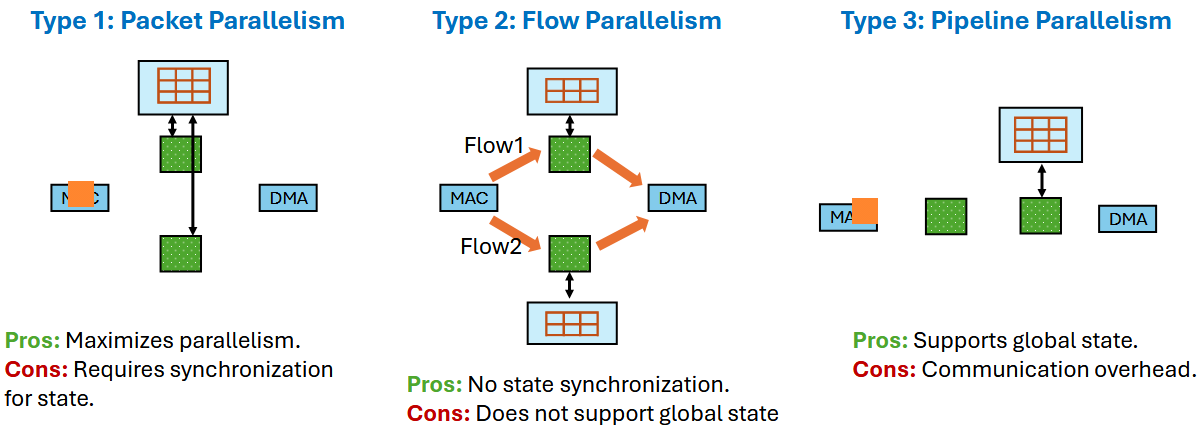 Type 1: Packet Parallelism
DMA
Pros: Maximizes parallelism.
Cons: Requires synchronization
for state.
Type 2: Flow Parallelism
Flow1
MAC
DMA
Flow2
Pros: No state synchronization.
Cons: Does not support global state
Type 3: Pipeline Parallelism
DMA
Pros: Supports global state.
Cons: Communication overhead.